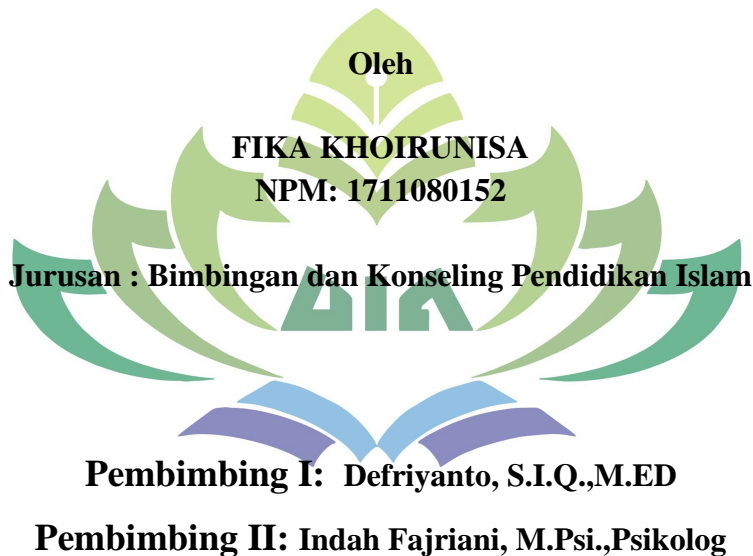 Oleh
FIKA KHOIRUNISA
NPM: 1711080152
Jurusan : Bimbingan dan Konseling Pendidikan Islam
Pembimbing I: Defriyanto, S.I.Q.,M.ED
Pembimbing II: Indah Fajriani, M.Psi.,Psikolog